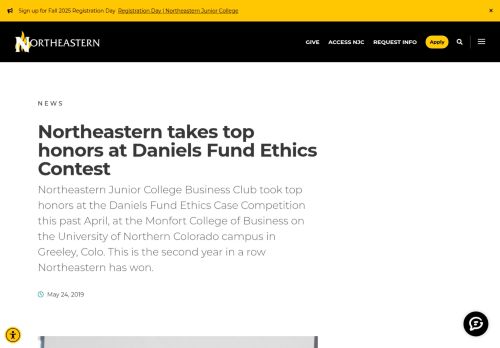 Sign up for Fall 2025 Registration Day Registration Day | Northeastern Junior College ×
NORTHEASTERN GIVE ACCESS NJC REQUEST INFO Apply
NEWS
Northeastern takes top
honors at Daniels Fund Ethics
Contest
Northeastern Junior College Business Club took top
honors at the Daniels Fund Ethics Case Competition
this past April, at the Monfort College of Business on
the University of Northern Colorado campus in
Greeley, Colo. This is the second year in a row
Northeastern has won.
May 24, 2019